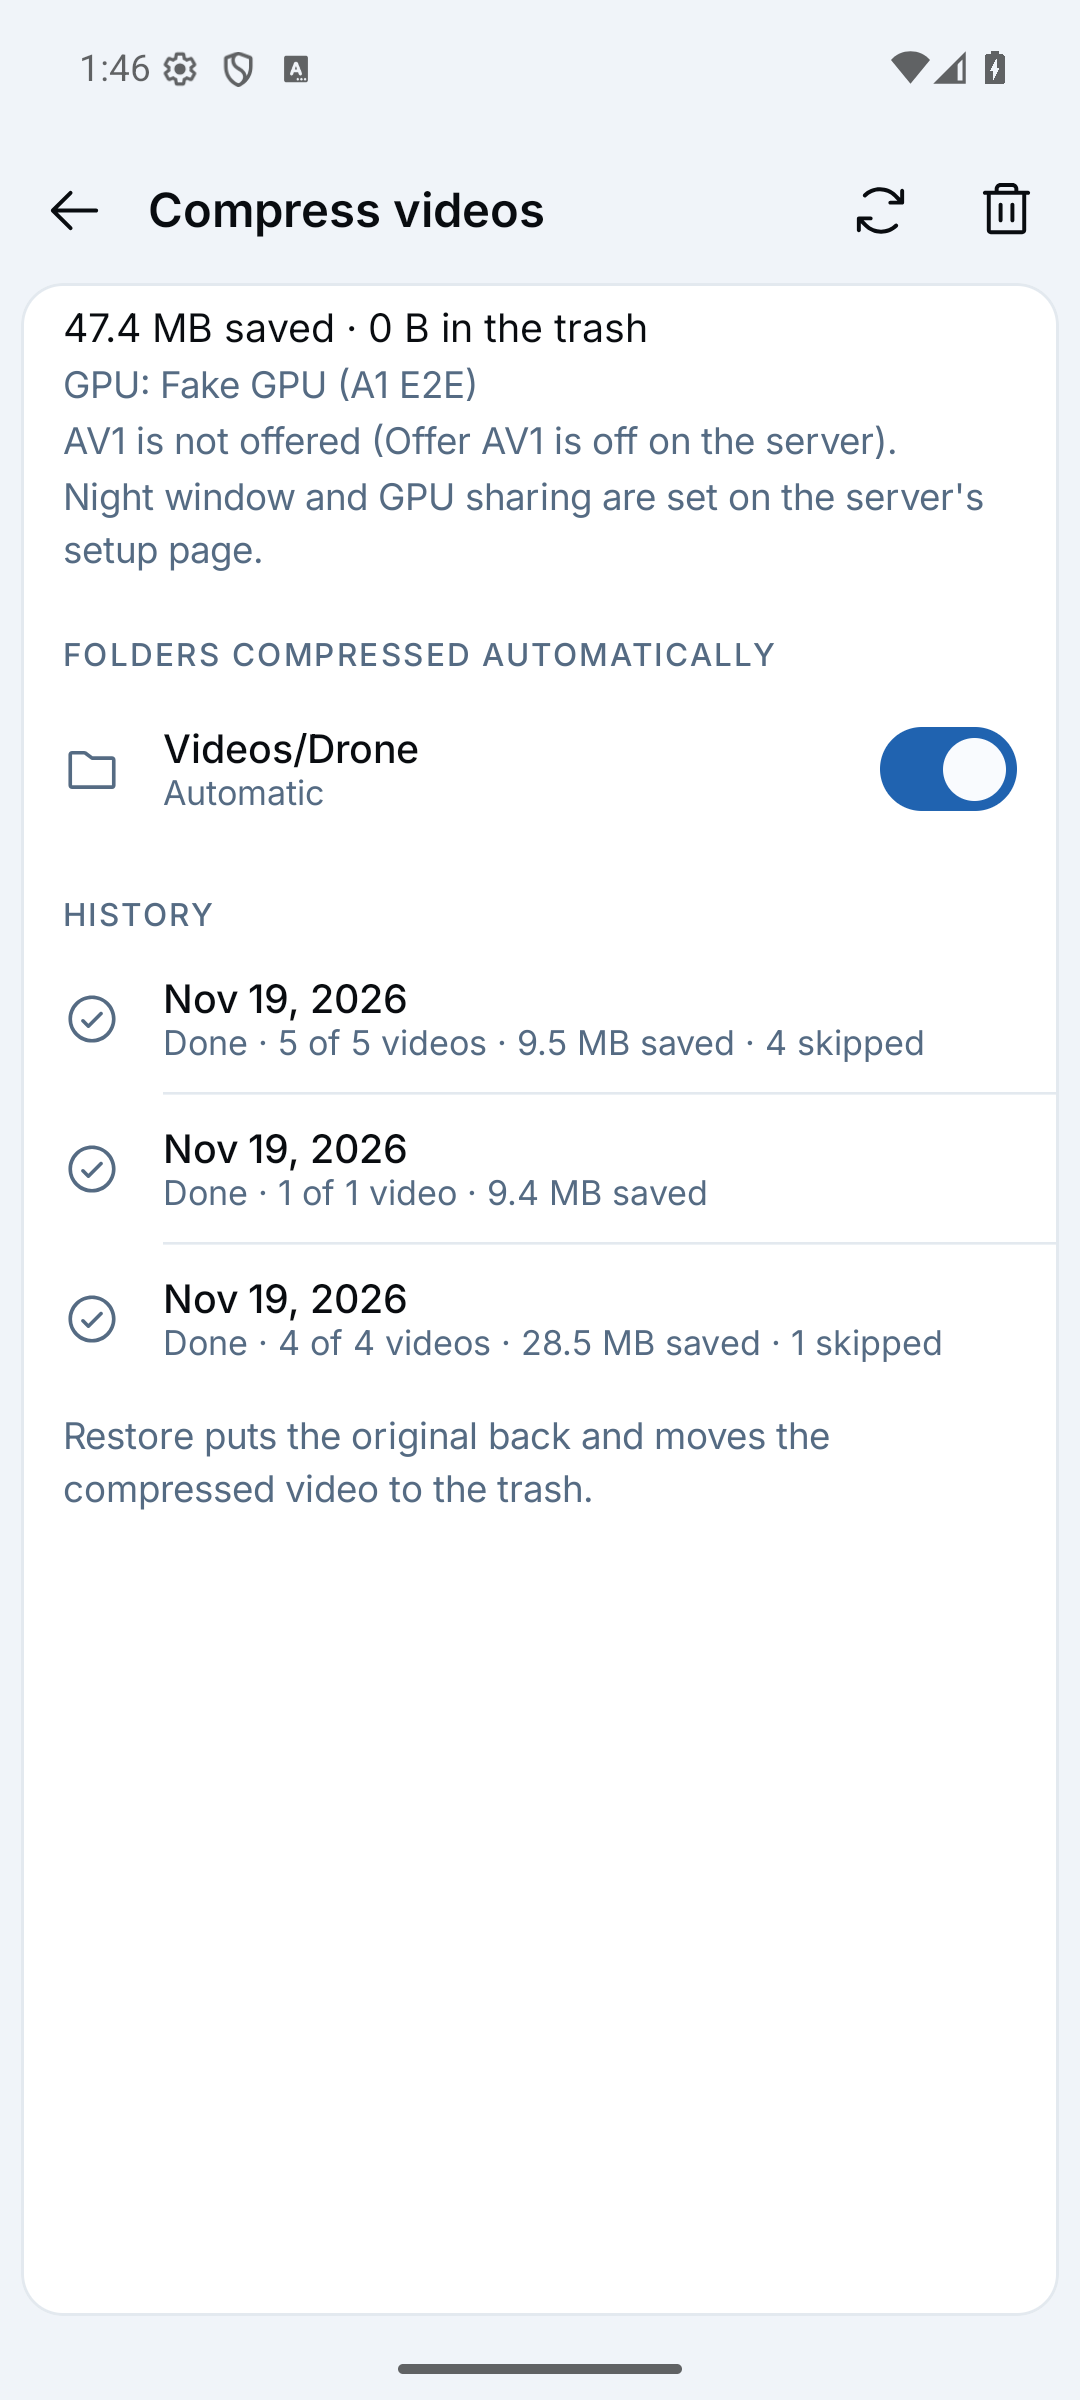 1:46
Compress videos
47.4 MB saved · 0 B in the trash
GPU: Fake GPU (A1 E2E)
AV1 is not offered (Offer AV1 is off on the server).
Night window and GPU sharing are set on the server's
setup page.
FOLDERS COMPRESSED AUTOMATICALLY
Videos/Drone
Automatic
HISTORY
Nov 19, 2026
Done · 5 of 5 videos · 9.5 MB saved · 4 skipped
Nov 19, 2026
Done · 1 of 1 video · 9.4 MB saved
Nov 19, 2026
Done · 4 of 4 videos · 28.5 MB saved · 1 skipped
Restore puts the original back and moves the
compressed video to the trash.